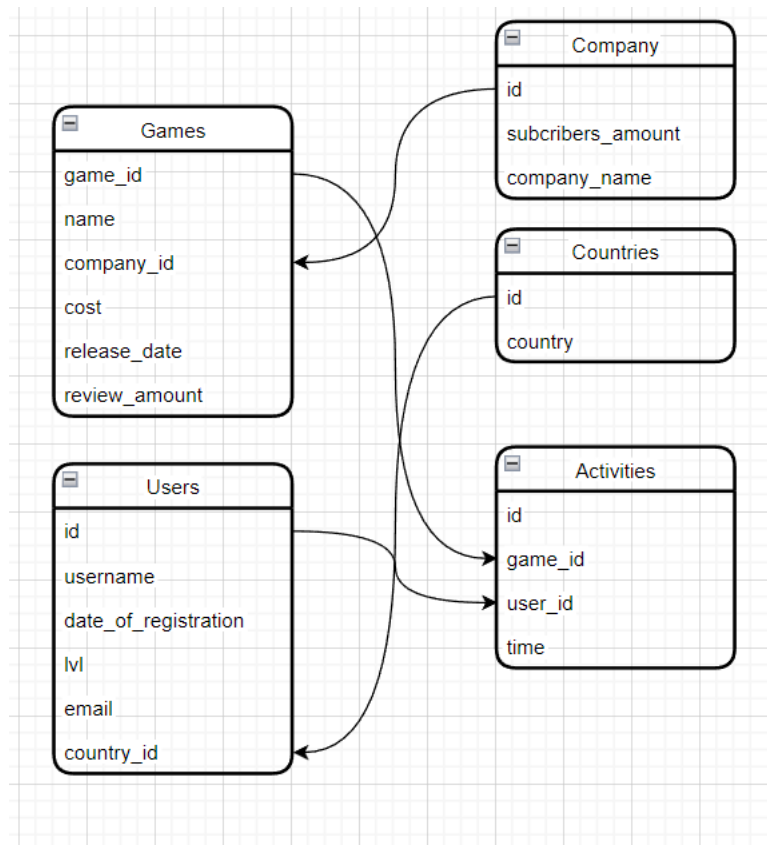 Games
game_id
name
company_id
cost
release_date
review_amount
Users
id
username
date_of_registration
lvl
email
country_id
Company
id
subcribers_amount
company_name
Countries
id
country
Activities
id
game_id
user_id
time